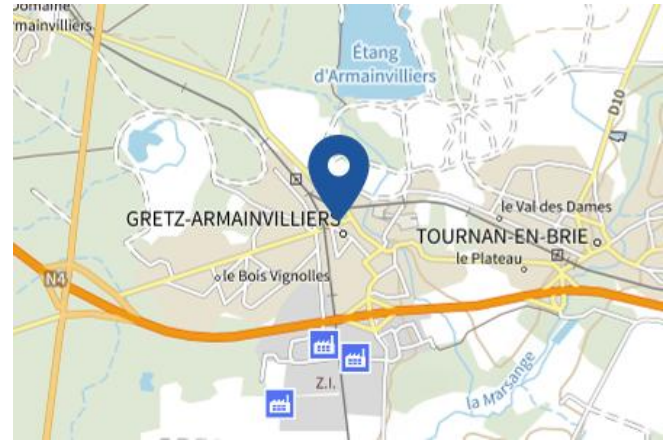 Domaine
rmainvilliers
Étang
d'Armainvilliers
D10
le Val des Dames
GRETZ-ARMAINVILLIERS
TOURNAN-EN-BRIE
le Plateau
N4
le Bois Vignolles
Z.I.
la Marsange